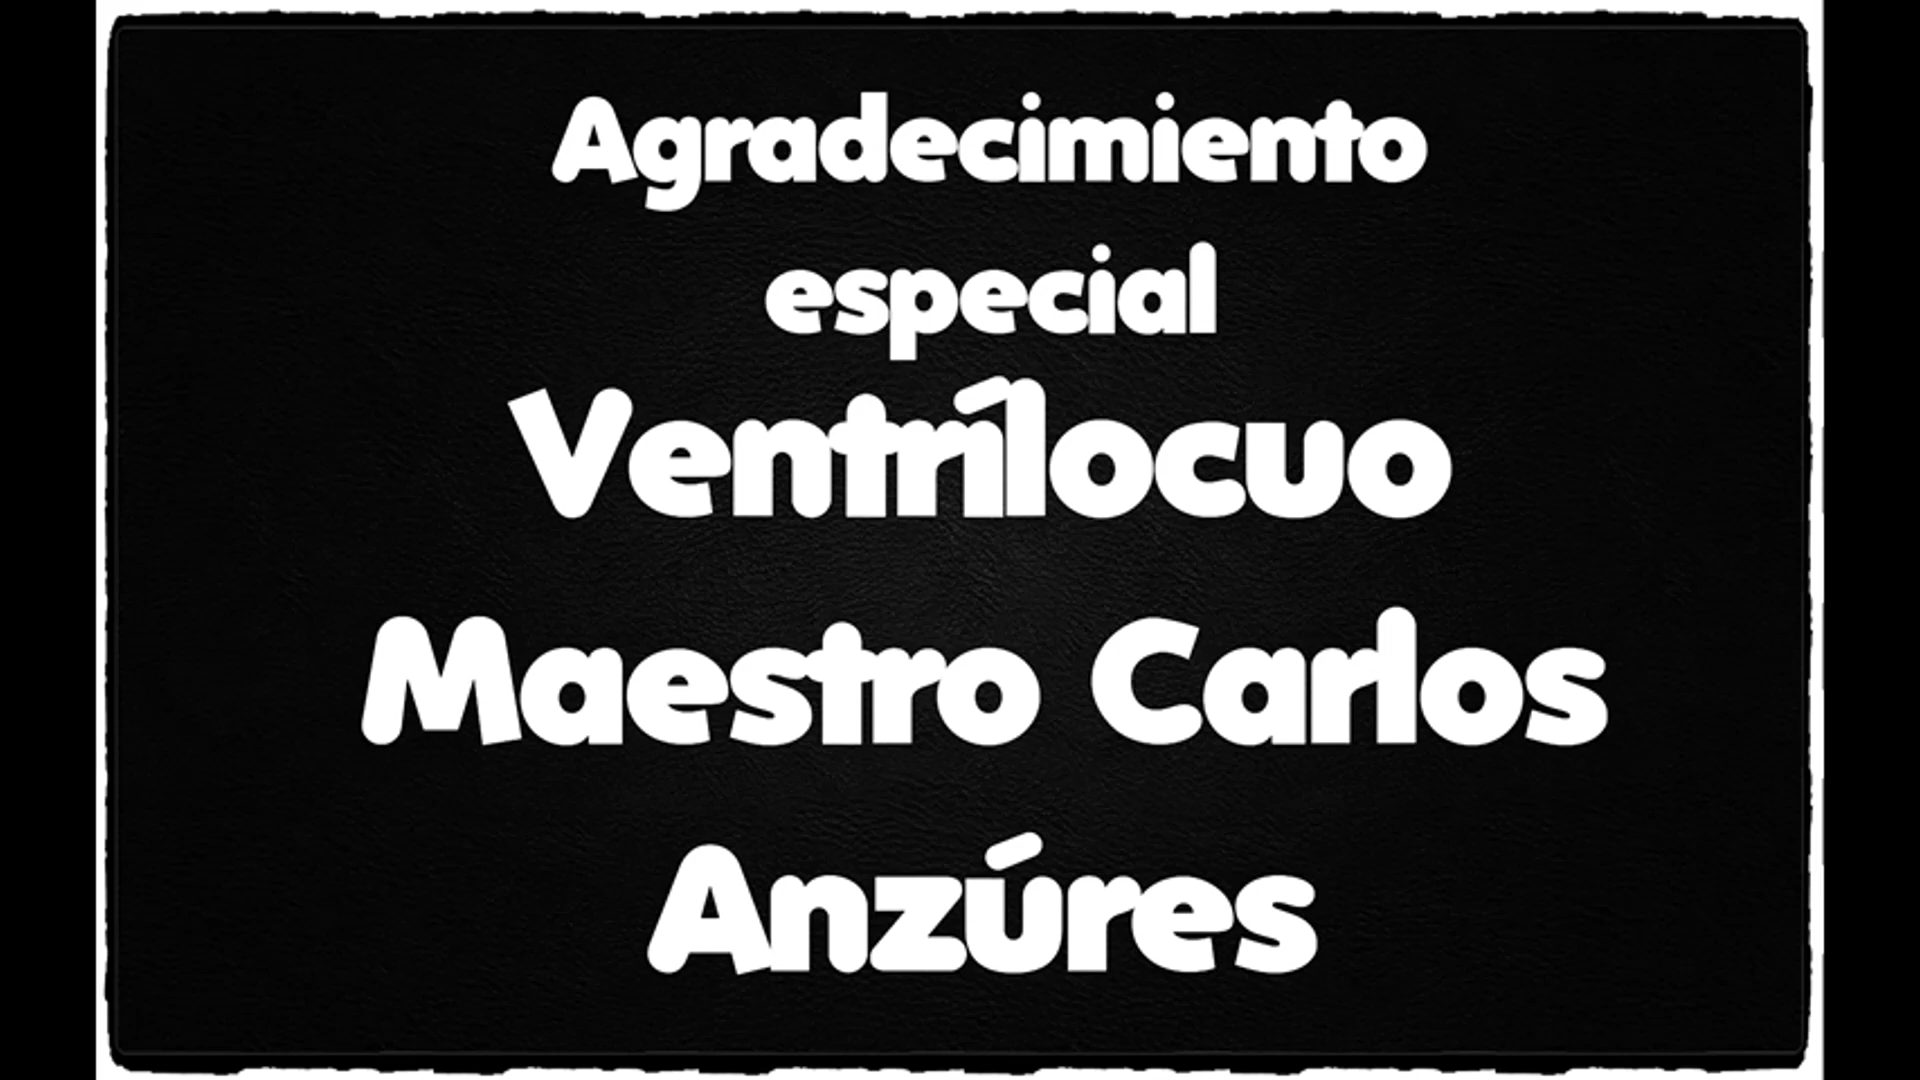 Agradecimiento
especial
Ventrílocuo
Maestro Carlos
Anzúres